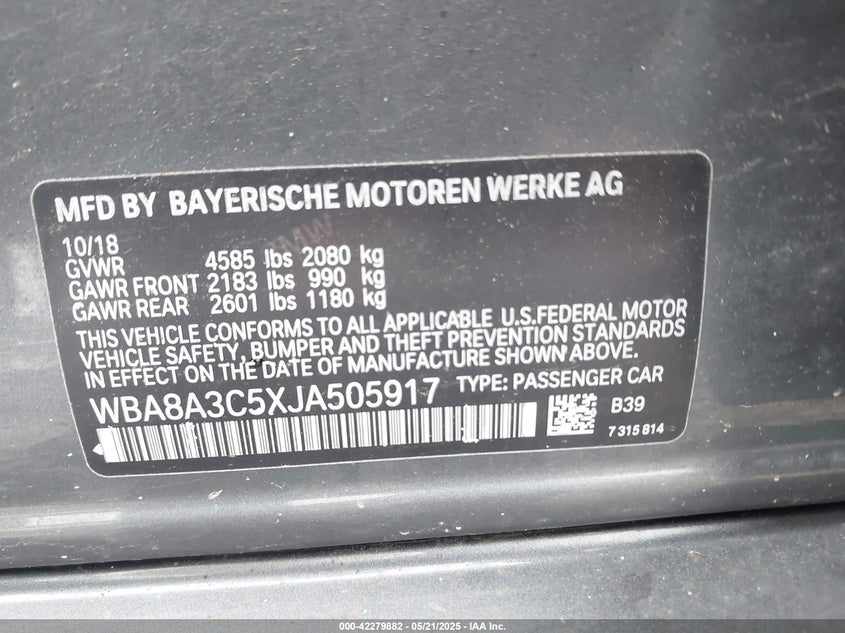 MFD BY BAYERISCHE MOTOREN WERKE AG
10/18
GVWR 4585 lbs 2080 kg
GAWR FRONT 2183 lbs 990 kg
GAWR REAR 2601 lbs 1180 kg
THIS VEHICLE CONFORMS TO ALL APPLICABLE U.S.FEDERAL MOTOR
VEHICLE SAFETY, BUMPER AND THEFT PREVENTION STANDARDS
IN EFFECT ON THE DATE OF MANUFACTURE SHOWN ABOVE.
WBA8A3C5XJA505917 TYPE: PASSENGER CAR
B39
7 315 814
000-42279882 - 05/21/2025 - IAA Inc.